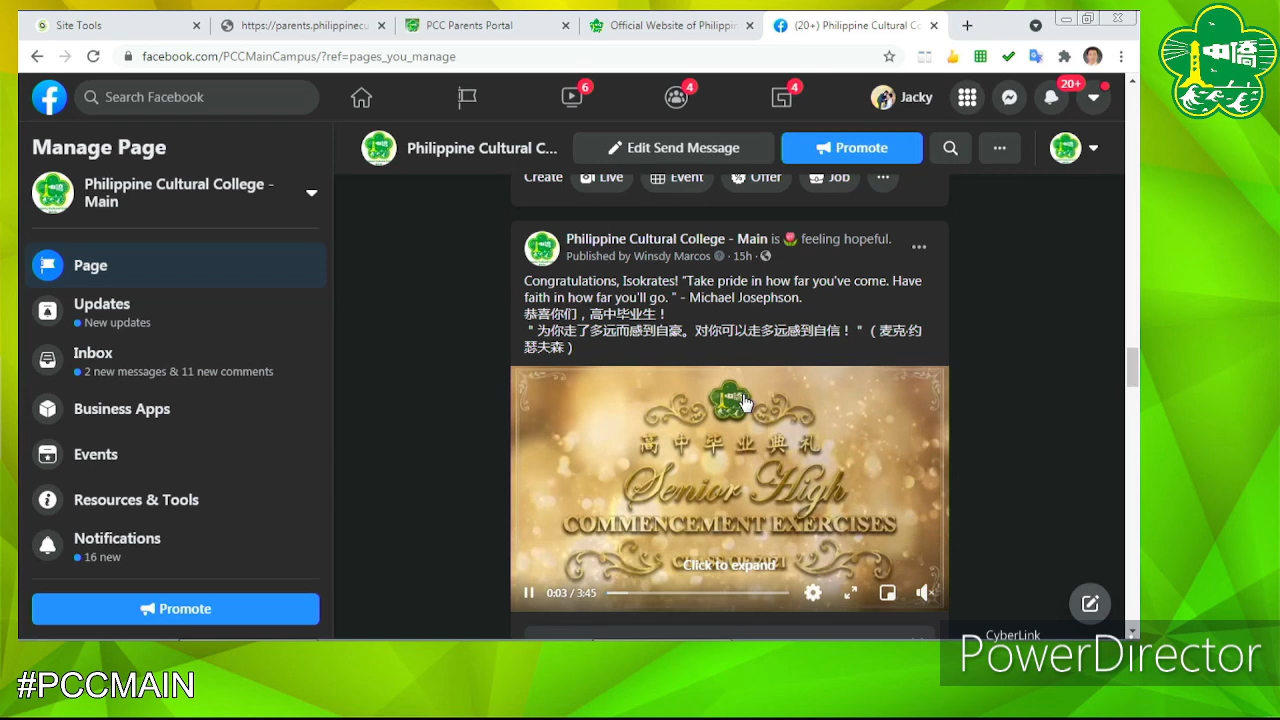 Site Tools
https://parents.philippinecu
PCC Parents Portal
Official Website of Philippin
(20+) Philippine Cultural Co
facebook.com/PCCMainCampus/?ref=pages_you_manage
Search Facebook
6
4
4
Jacky
20+
Manage Page
Philippine Cultural College - Main
Page
Updates
New updates
Inbox
2 new messages & 11 new comments
Business Apps
Events
Resources & Tools
Notifications
16 new
Promote
Philippine Cultural C...
Edit Send Message
Promote
Create
Live
Event
Offer
Job
Philippine Cultural College - Main is 🌷 feeling hopeful.
Published by Winsdy Marcos · 15h ·
Congratulations, Isokrates! "Take pride in how far you've come. Have
faith in how far you'll go. " - Michael Josephson.
恭喜你们，高中毕业生！
＂为你走了多远而感到自豪。对你可以走多远感到自信！＂（麦克·约
瑟夫森）
高中毕业典礼
Senior High
COMMENCEMENT EXERCISES
Click to expand
0:03 / 3:45
中僑
#PCCMAIN
CyberLink
PowerDirector